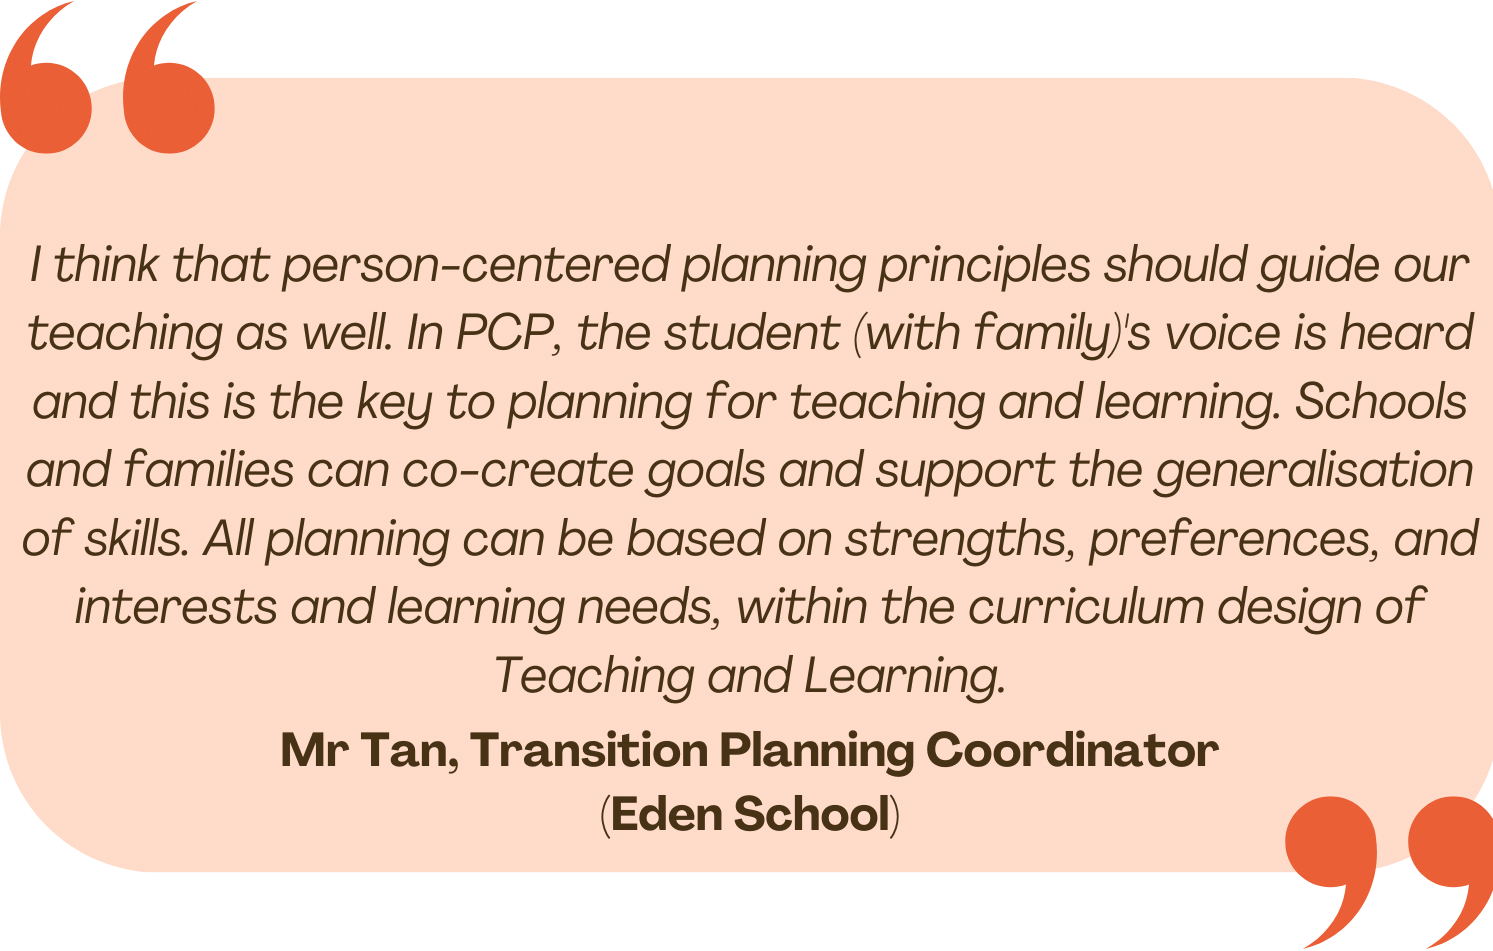 I think that person-centered planning principles should guide our
teaching as well. In PCP, the student (with family)'s voice is heard
and this is the key to planning for teaching and learning. Schools
and families can co-create goals and support the generalisation
of skills. All planning can be based on strengths, preferences, and
interests and learning needs, within the curriculum design of
Teaching and Learning.
Mr Tan, Transition Planning Coordinator
(Eden School)